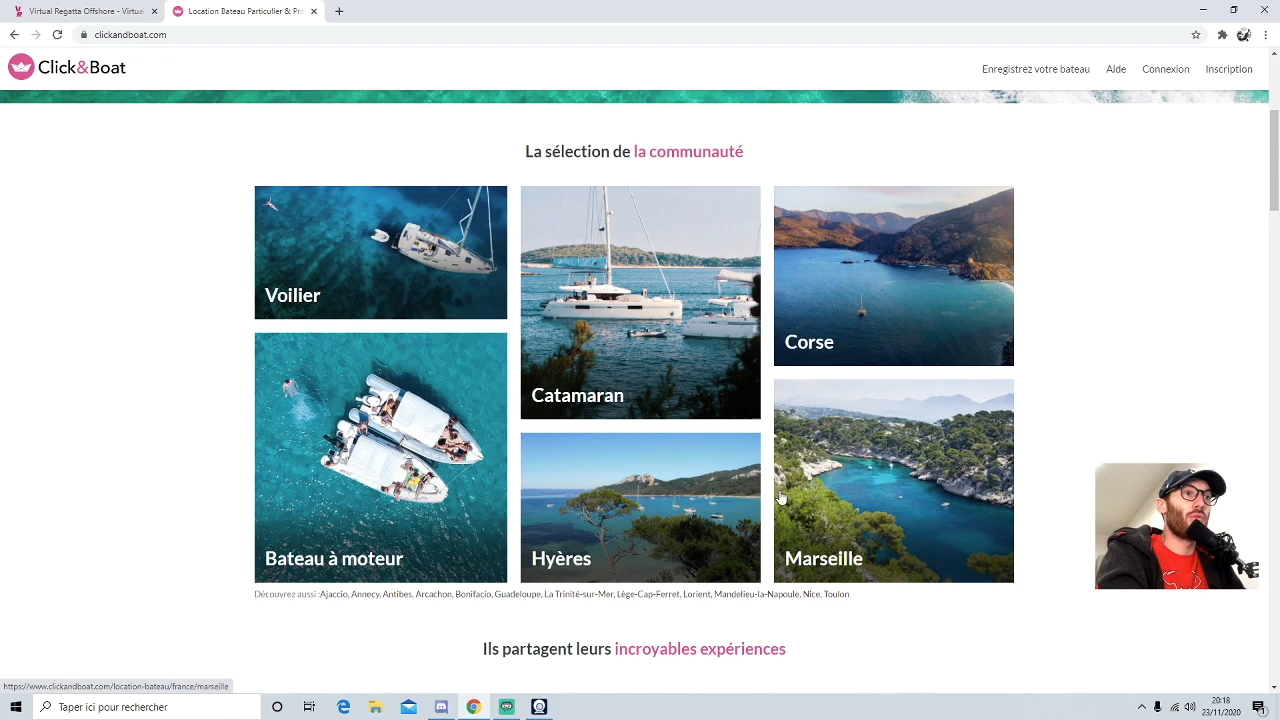 Virtual Regatta Offshore - Virtual
Location Bateau Particulier & Pr
clickandboat.com
Click&Boat
Enregistrez votre bateau
Aide
Connexion
Inscription
La sélection de la communauté
Voilier
Catamaran
Corse
Bateau à moteur
Hyères
Marseille
Découvrez aussi :Ajaccio, Annecy, Antibes, Arcachon, Bonifacio, Guadeloupe, La Trinité-sur-Mer, Lège-Cap-Ferret, Lorient, Mandelieu-la-Napoule, Nice, Toulon
Ils partagent leurs incroyables expériences
https://www.clickandboat.com/location-bateau/france/marseille
Taper ici pour rechercher
20:18
23/11/2020